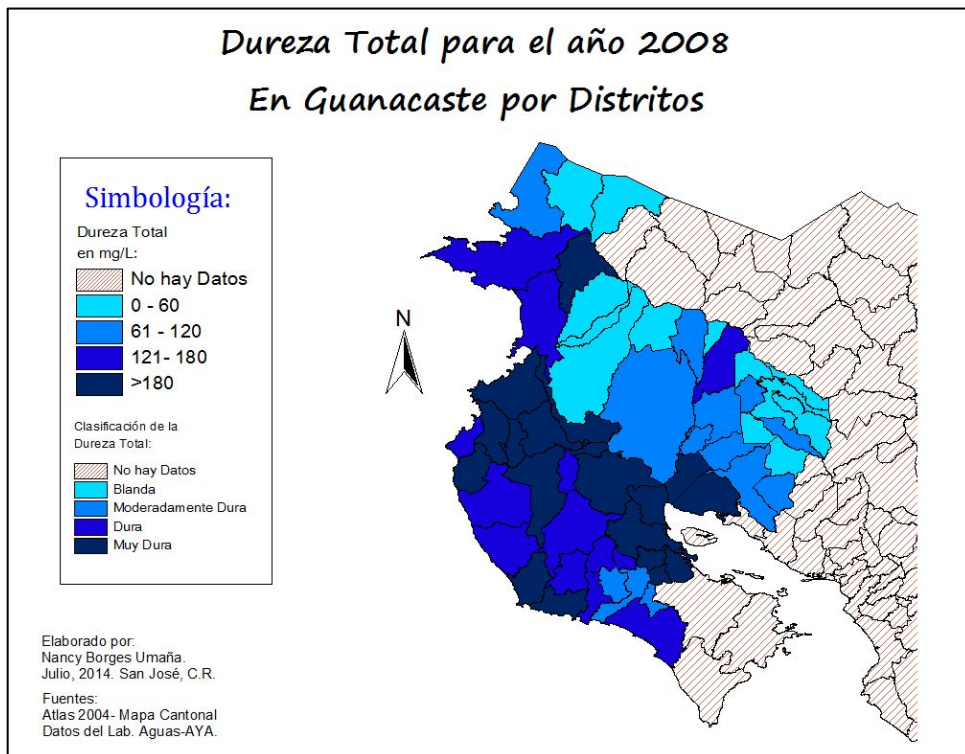 Dureza Total para el año 2008
En Guanacaste por Distritos
Simbología:
Dureza Total
en mg/L:
No hay Datos
0 - 60
61 - 120
121- 180
>180
Clasificación de la
Dureza Total:
No hay Datos
Blanda
Moderadamente Dura
Dura
Muy Dura
N
Elaborado por:
Nancy Borges Umaña.
Julio, 2014. San José, C.R.
Fuentes:
Atlas 2004- Mapa Cantonal
Datos del Lab. Aguas-AYA.